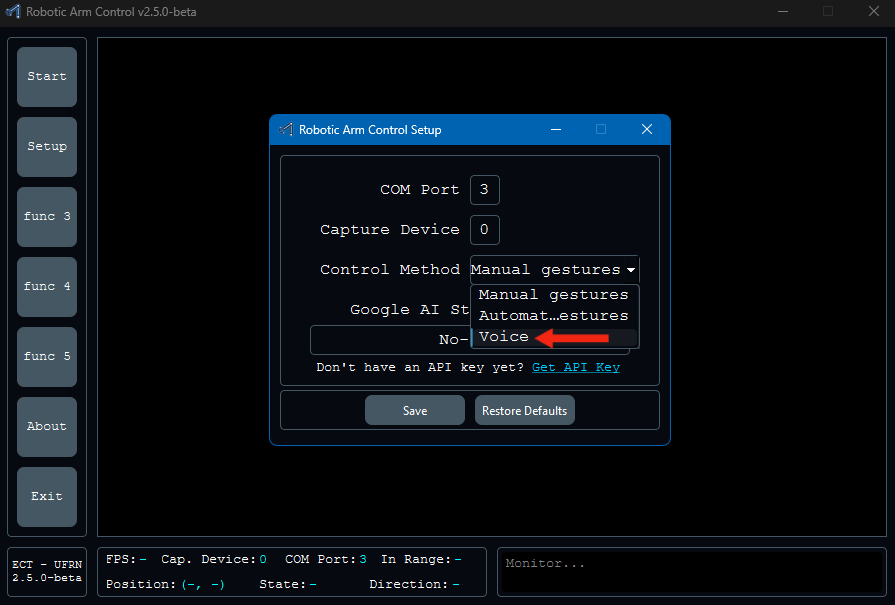 Robotic Arm Control v2.5.0-beta
Start
Setup
func 3
func 4
func 5
About
Exit
Robotic Arm Control Setup
COM Port 3
Capture Device 0
Control Method Manual gestures
Manual gestures
Automat…estures
Voice
Google AI St
No-
Don't have an API key yet? Get API Key
Save Restore Defaults
ECT - UFRN
2.5.0-beta
FPS:- Cap. Device:0 COM Port:3 In Range:-
Position:(-, -) State:- Direction:-
Monitor...